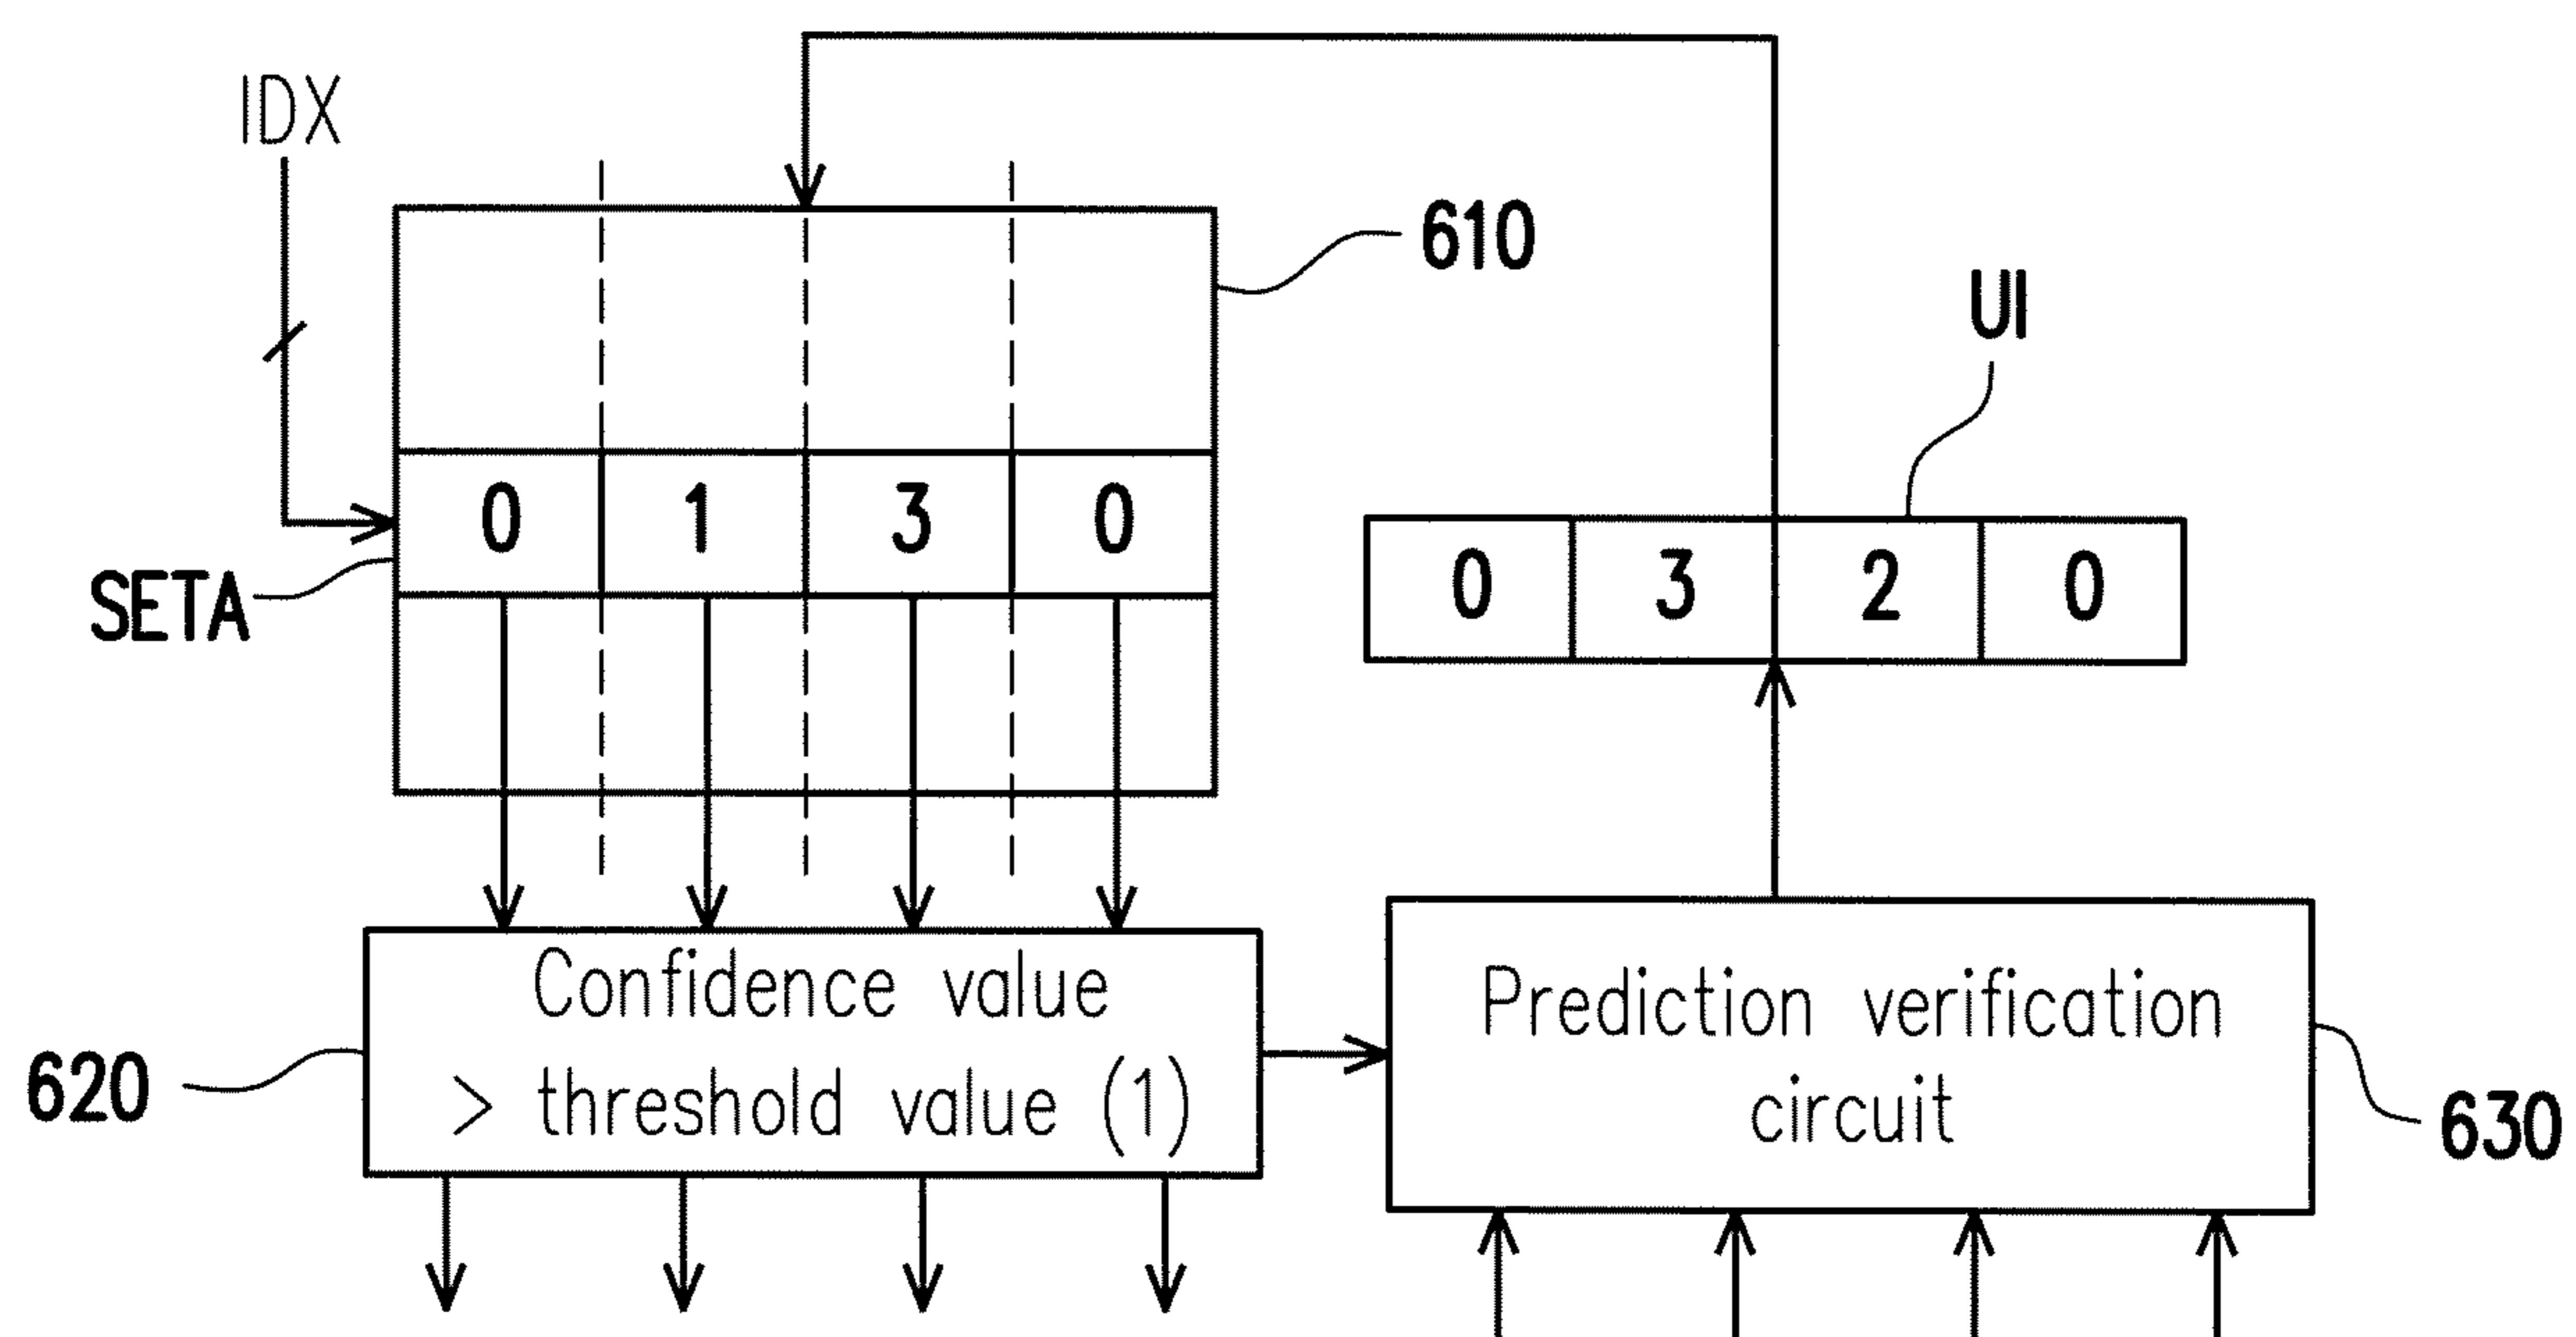 IDX
610
UI
0 1 3 0
SETA
0 3 2 0
Confidence value
> threshold value (1)
620
Prediction verification
circuit
630